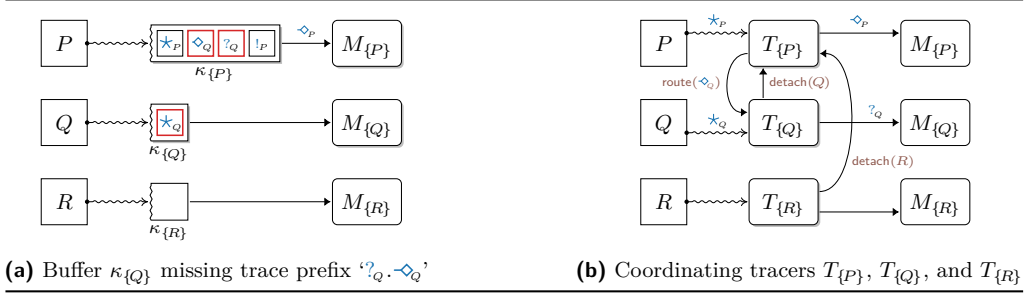 P ⋆P ⟐Q ?Q !P ⟐P M{P}
κ{P}
Q ⋆Q M{Q}
κ{Q}
R M{R}
κ{R}
(a) Buffer κ{Q} missing trace prefix ‘?Q.⟐Q’
P ⋆P T{P} ⟐P M{P}
route(⟐Q) detach(Q)
Q ⋆Q T{Q} ?Q M{Q}
detach(R)
R T{R} M{R}
(b) Coordinating tracers T{P}, T{Q}, and T{R}